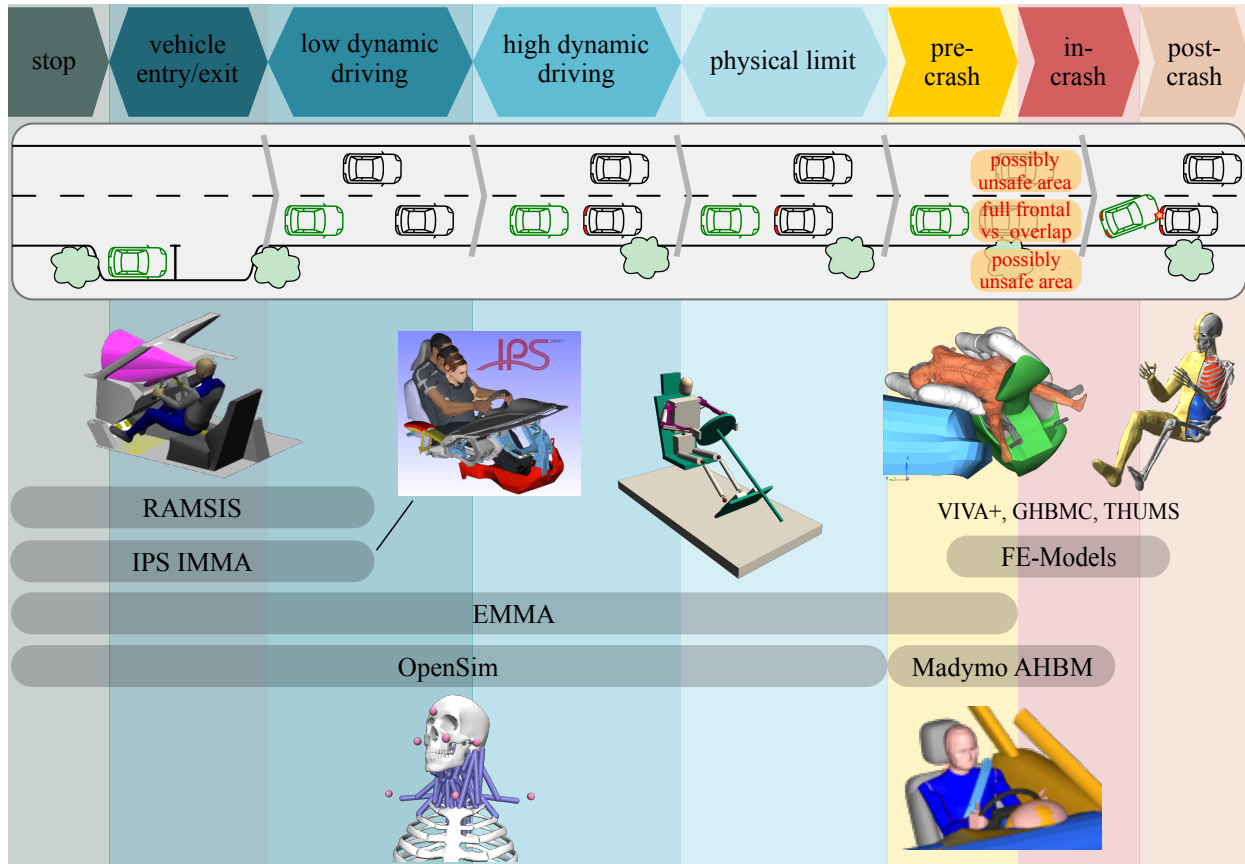 stop
vehicle
entry/exit
low dynamic
driving
high dynamic
driving
physical limit
pre-
crash
in-
crash
post-
crash
possibly
unsafe area
full frontal
vs. overlap
possibly
unsafe area
IPS
RAMSIS
VIVA+, GHBMC, THUMS
IPS IMMA
FE-Models
EMMA
OpenSim
Madymo AHBM